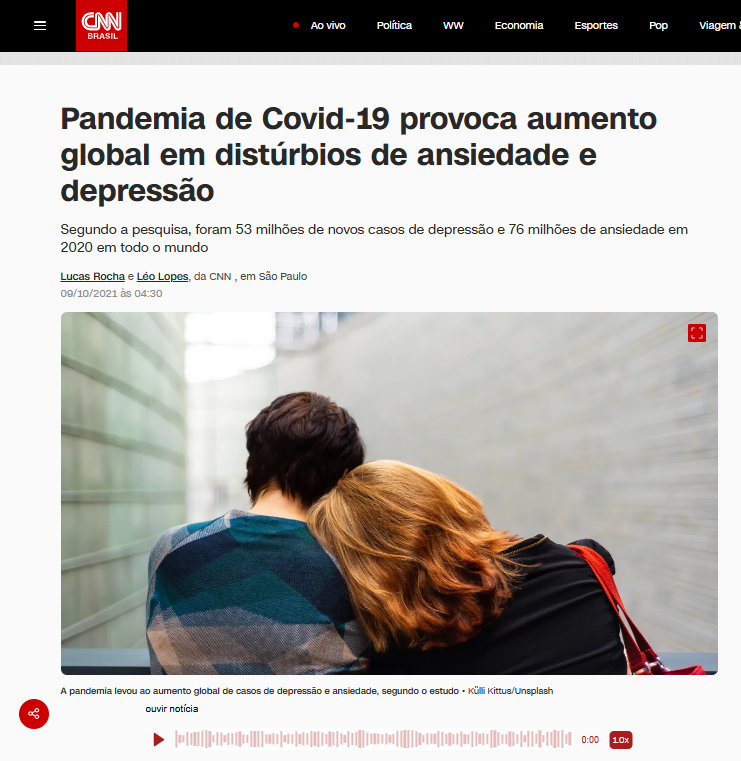 CNN
BRASIL
Ao vivo Política WW Economia Esportes Pop Viagem &
Pandemia de Covid-19 provoca aumento
global em distúrbios de ansiedade e
depressão
Segundo a pesquisa, foram 53 milhões de novos casos de depressão e 76 milhões de ansiedade em
2020 em todo o mundo
Lucas Rocha e Léo Lopes, da CNN , em São Paulo
09/10/2021 às 04:30
A pandemia levou ao aumento global de casos de depressão e ansiedade, segundo o estudo • Külli Kittus/Unsplash
ouvir notícia
0:00 1.0x